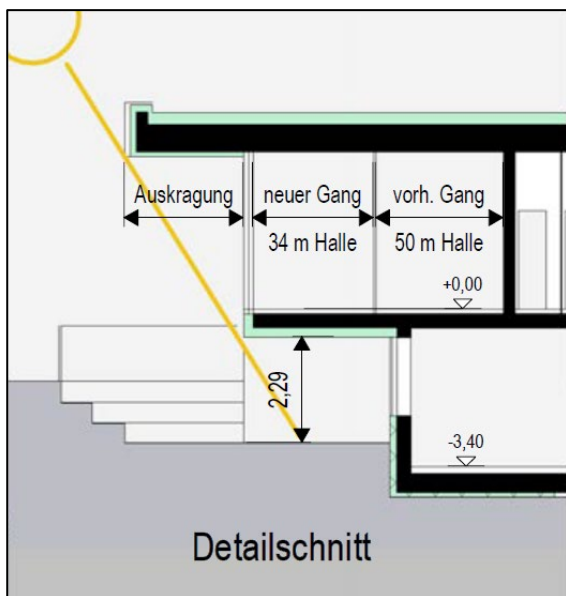 Auskragung
neuer Gang
vorh. Gang
34 m Halle
50 m Halle
+0,00
2,29
-3,40
Detailschnitt